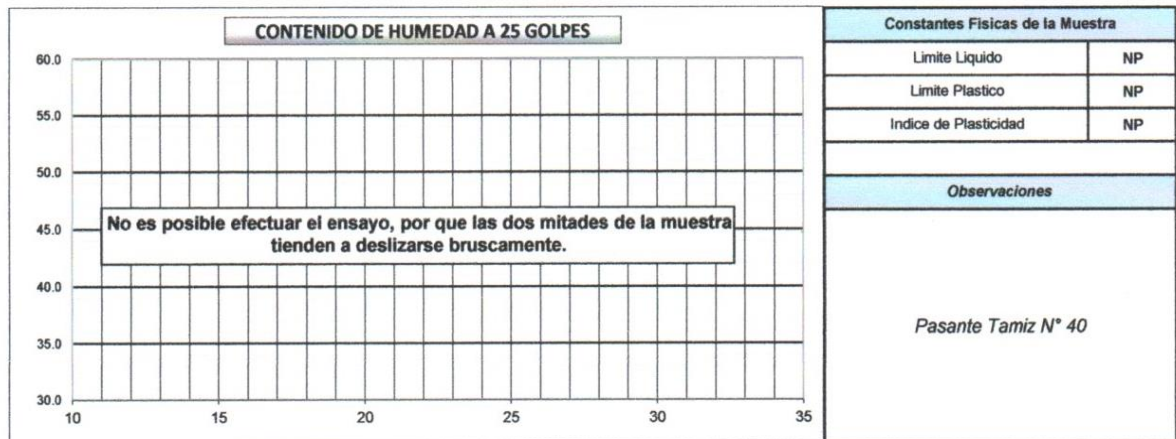 CONTENIDO DE HUMEDAD A 25 GOLPES
60.0
55.0
50.0
45.0
40.0
35.0
30.0
10 15 20 25 30 35
No es posible efectuar el ensayo, por que las dos mitades de la muestra
tienden a deslizarse bruscamente.
Constantes Fisicas de la Muestra
Limite Liquido NP
Limite Plastico NP
Indice de Plasticidad NP
Observaciones
Pasante Tamiz N° 40